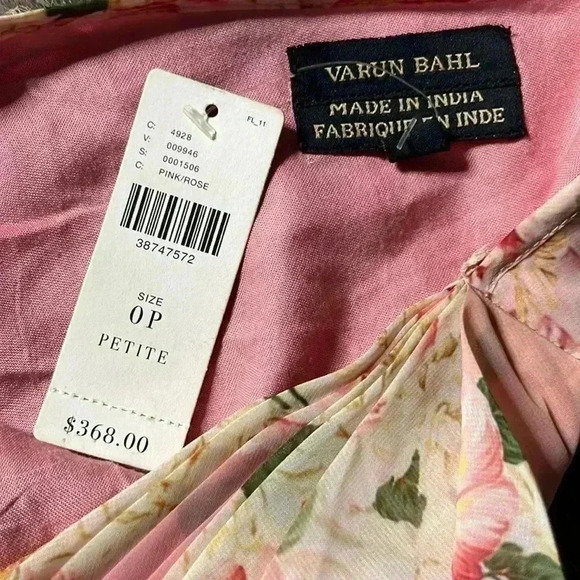 VARUN BAHL
MADE IN INDIA
FABRIQUE EN INDE
FL_11
C: 4928
V: 009946
S: 0001506
C: PINK/ROSE
38747572
SIZE
0P
PETITE
$368.00